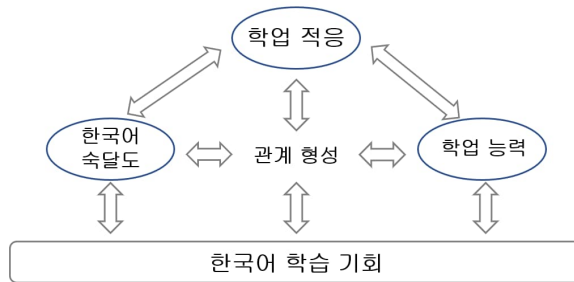 학업 적응
한국어
숙달도
관계 형성
학업 능력
한국어 학습 기회